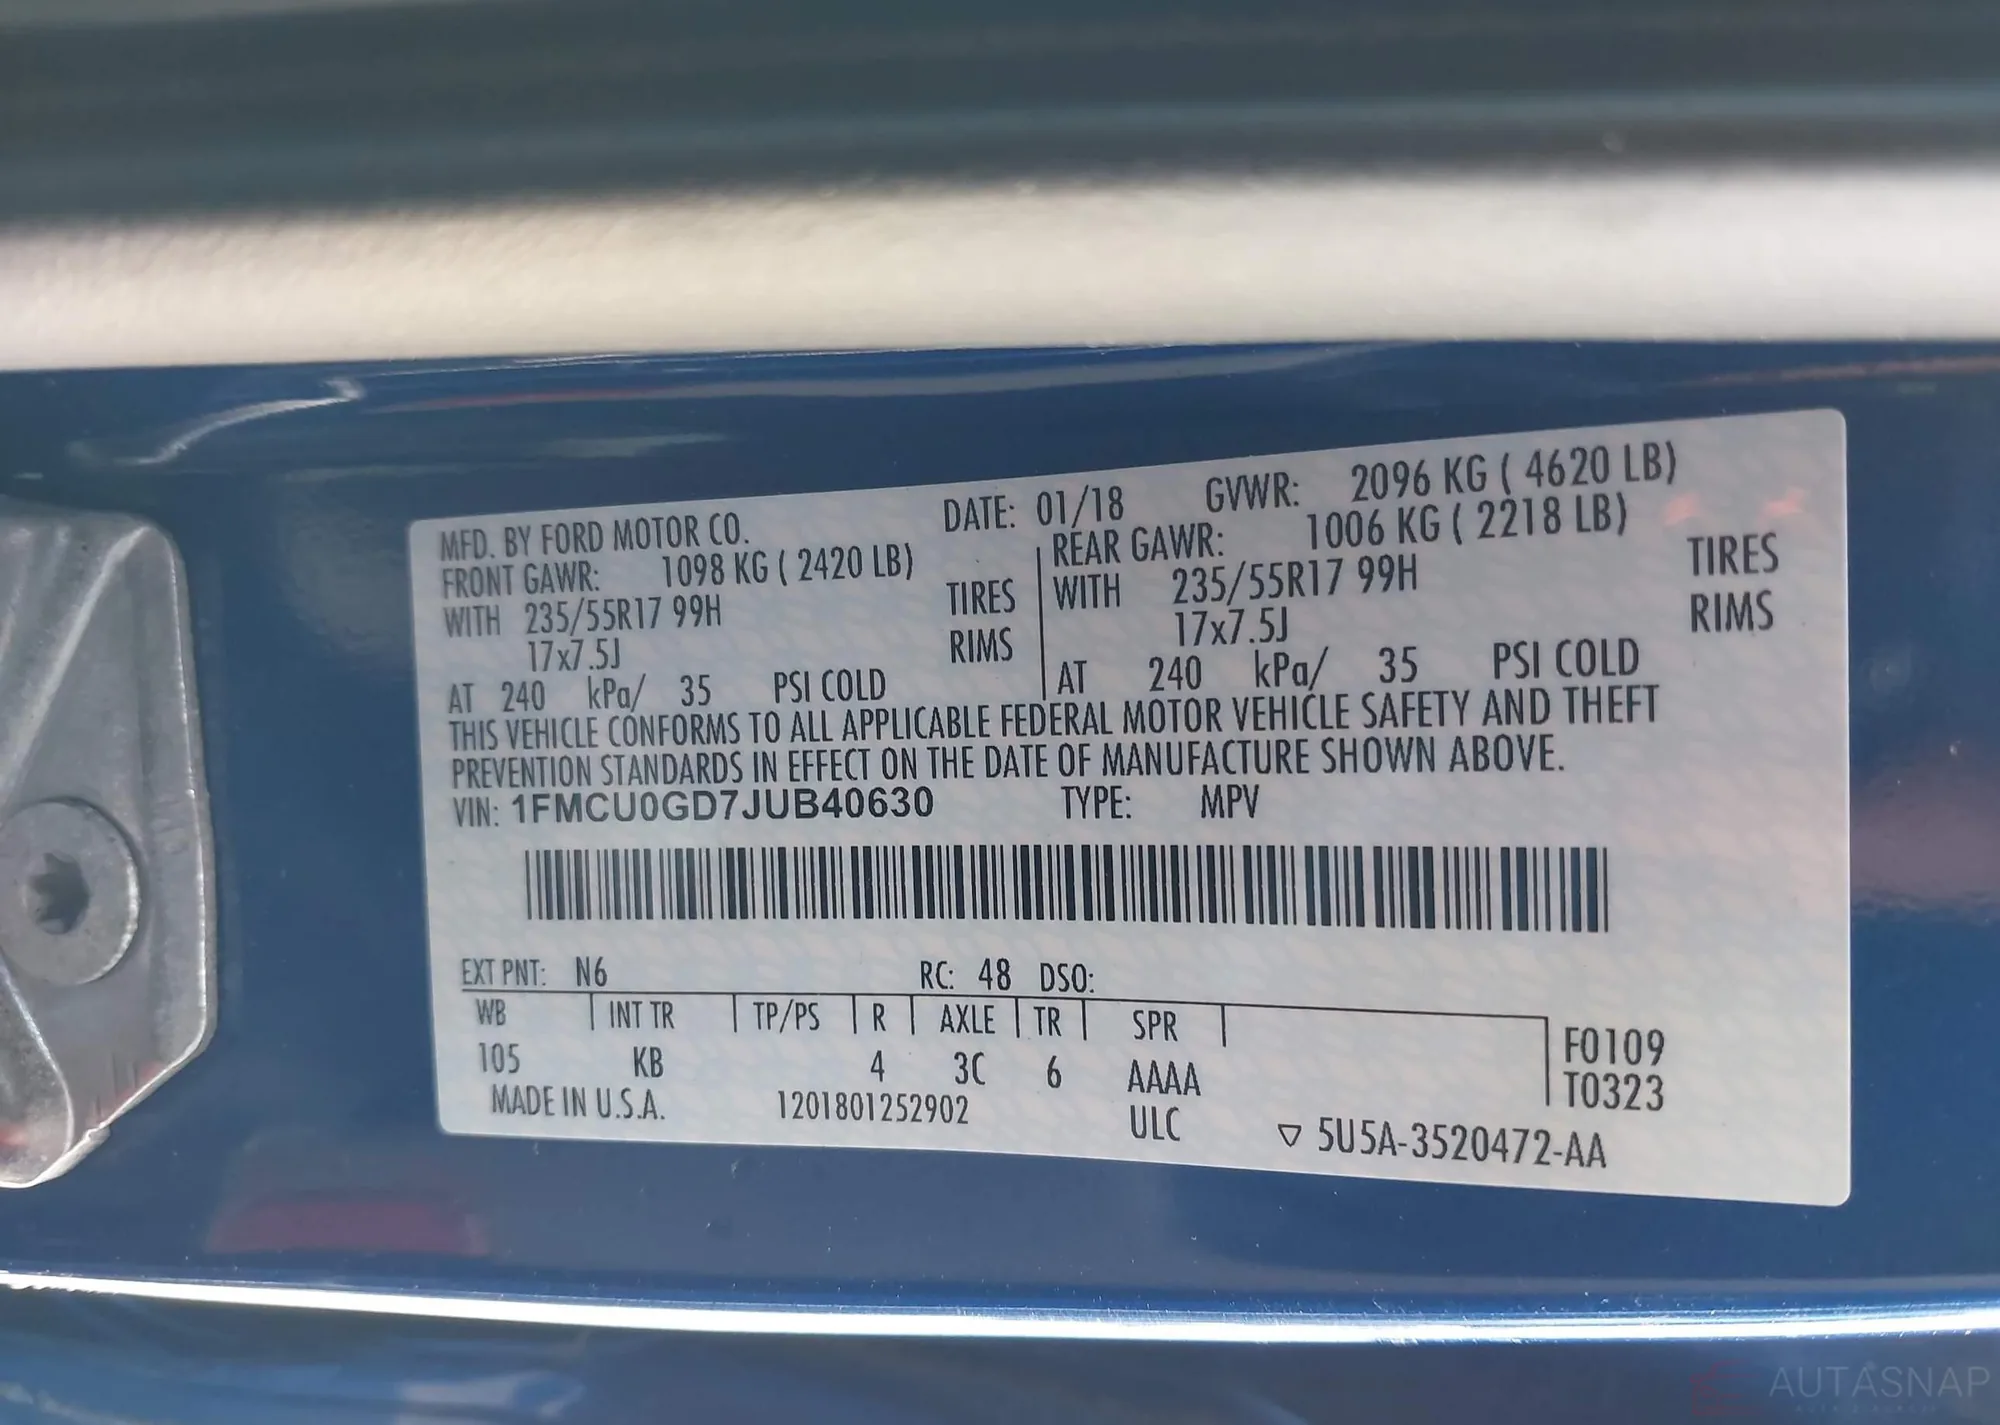 MFD. BY FORD MOTOR CO. DATE: 01/18 GVWR: 2096 KG ( 4620 LB)
FRONT GAWR: 1098 KG ( 2420 LB) REAR GAWR: 1006 KG ( 2218 LB)
WITH 235/55R17 99H TIRES WITH 235/55R17 99H TIRES
17x7.5J RIMS 17x7.5J RIMS
AT 240 kPa/ 35 PSI COLD AT 240 kPa/ 35 PSI COLD
THIS VEHICLE CONFORMS TO ALL APPLICABLE FEDERAL MOTOR VEHICLE SAFETY AND THEFT
PREVENTION STANDARDS IN EFFECT ON THE DATE OF MANUFACTURE SHOWN ABOVE.
VIN: 1FMCU0GD7JUB40630 TYPE: MPV
EXT PNT: N6 RC: 48 DSO:
WB INT TR TP/PS R AXLE TR SPR F0109
105 KB 4 3C 6 AAAA T0323
MADE IN U.S.A. 1201801252902 ULC ▽ 5U5A-3520472-AA
AUTASNAP